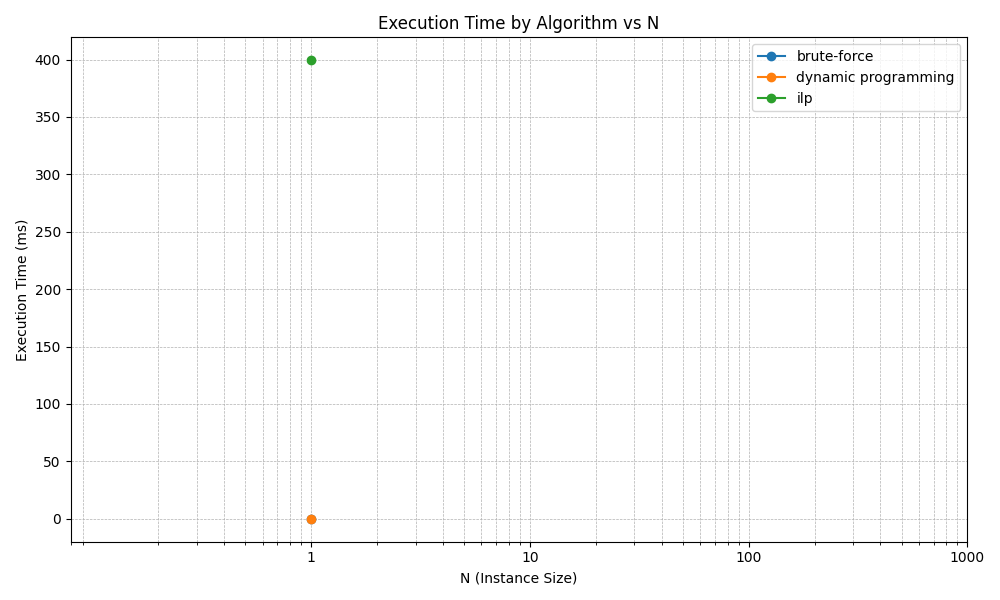 Execution Time by Algorithm vs N
brute-force
dynamic programming
ilp
Execution Time (ms)
400
350
300
250
200
150
100
50
0
1 10 100 1000
N (Instance Size)